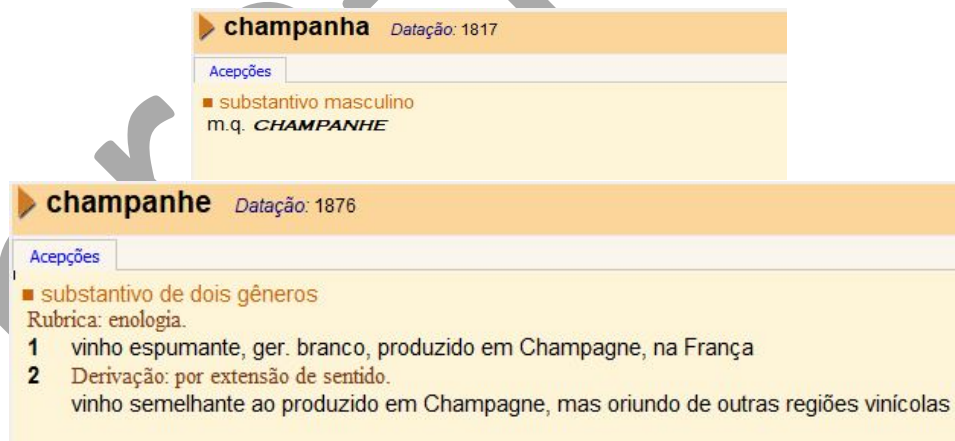 champanha Datação: 1817
Acepções
■ substantivo masculino
m.q. CHAMPANHE
champanhe Datação: 1876
Acepções
■ substantivo de dois gêneros
Rubrica: enologia.
1 vinho espumante, ger. branco, produzido em Champagne, na França
2 Derivação: por extensão de sentido.
vinho semelhante ao produzido em Champagne, mas oriundo de outras regiões vinícolas